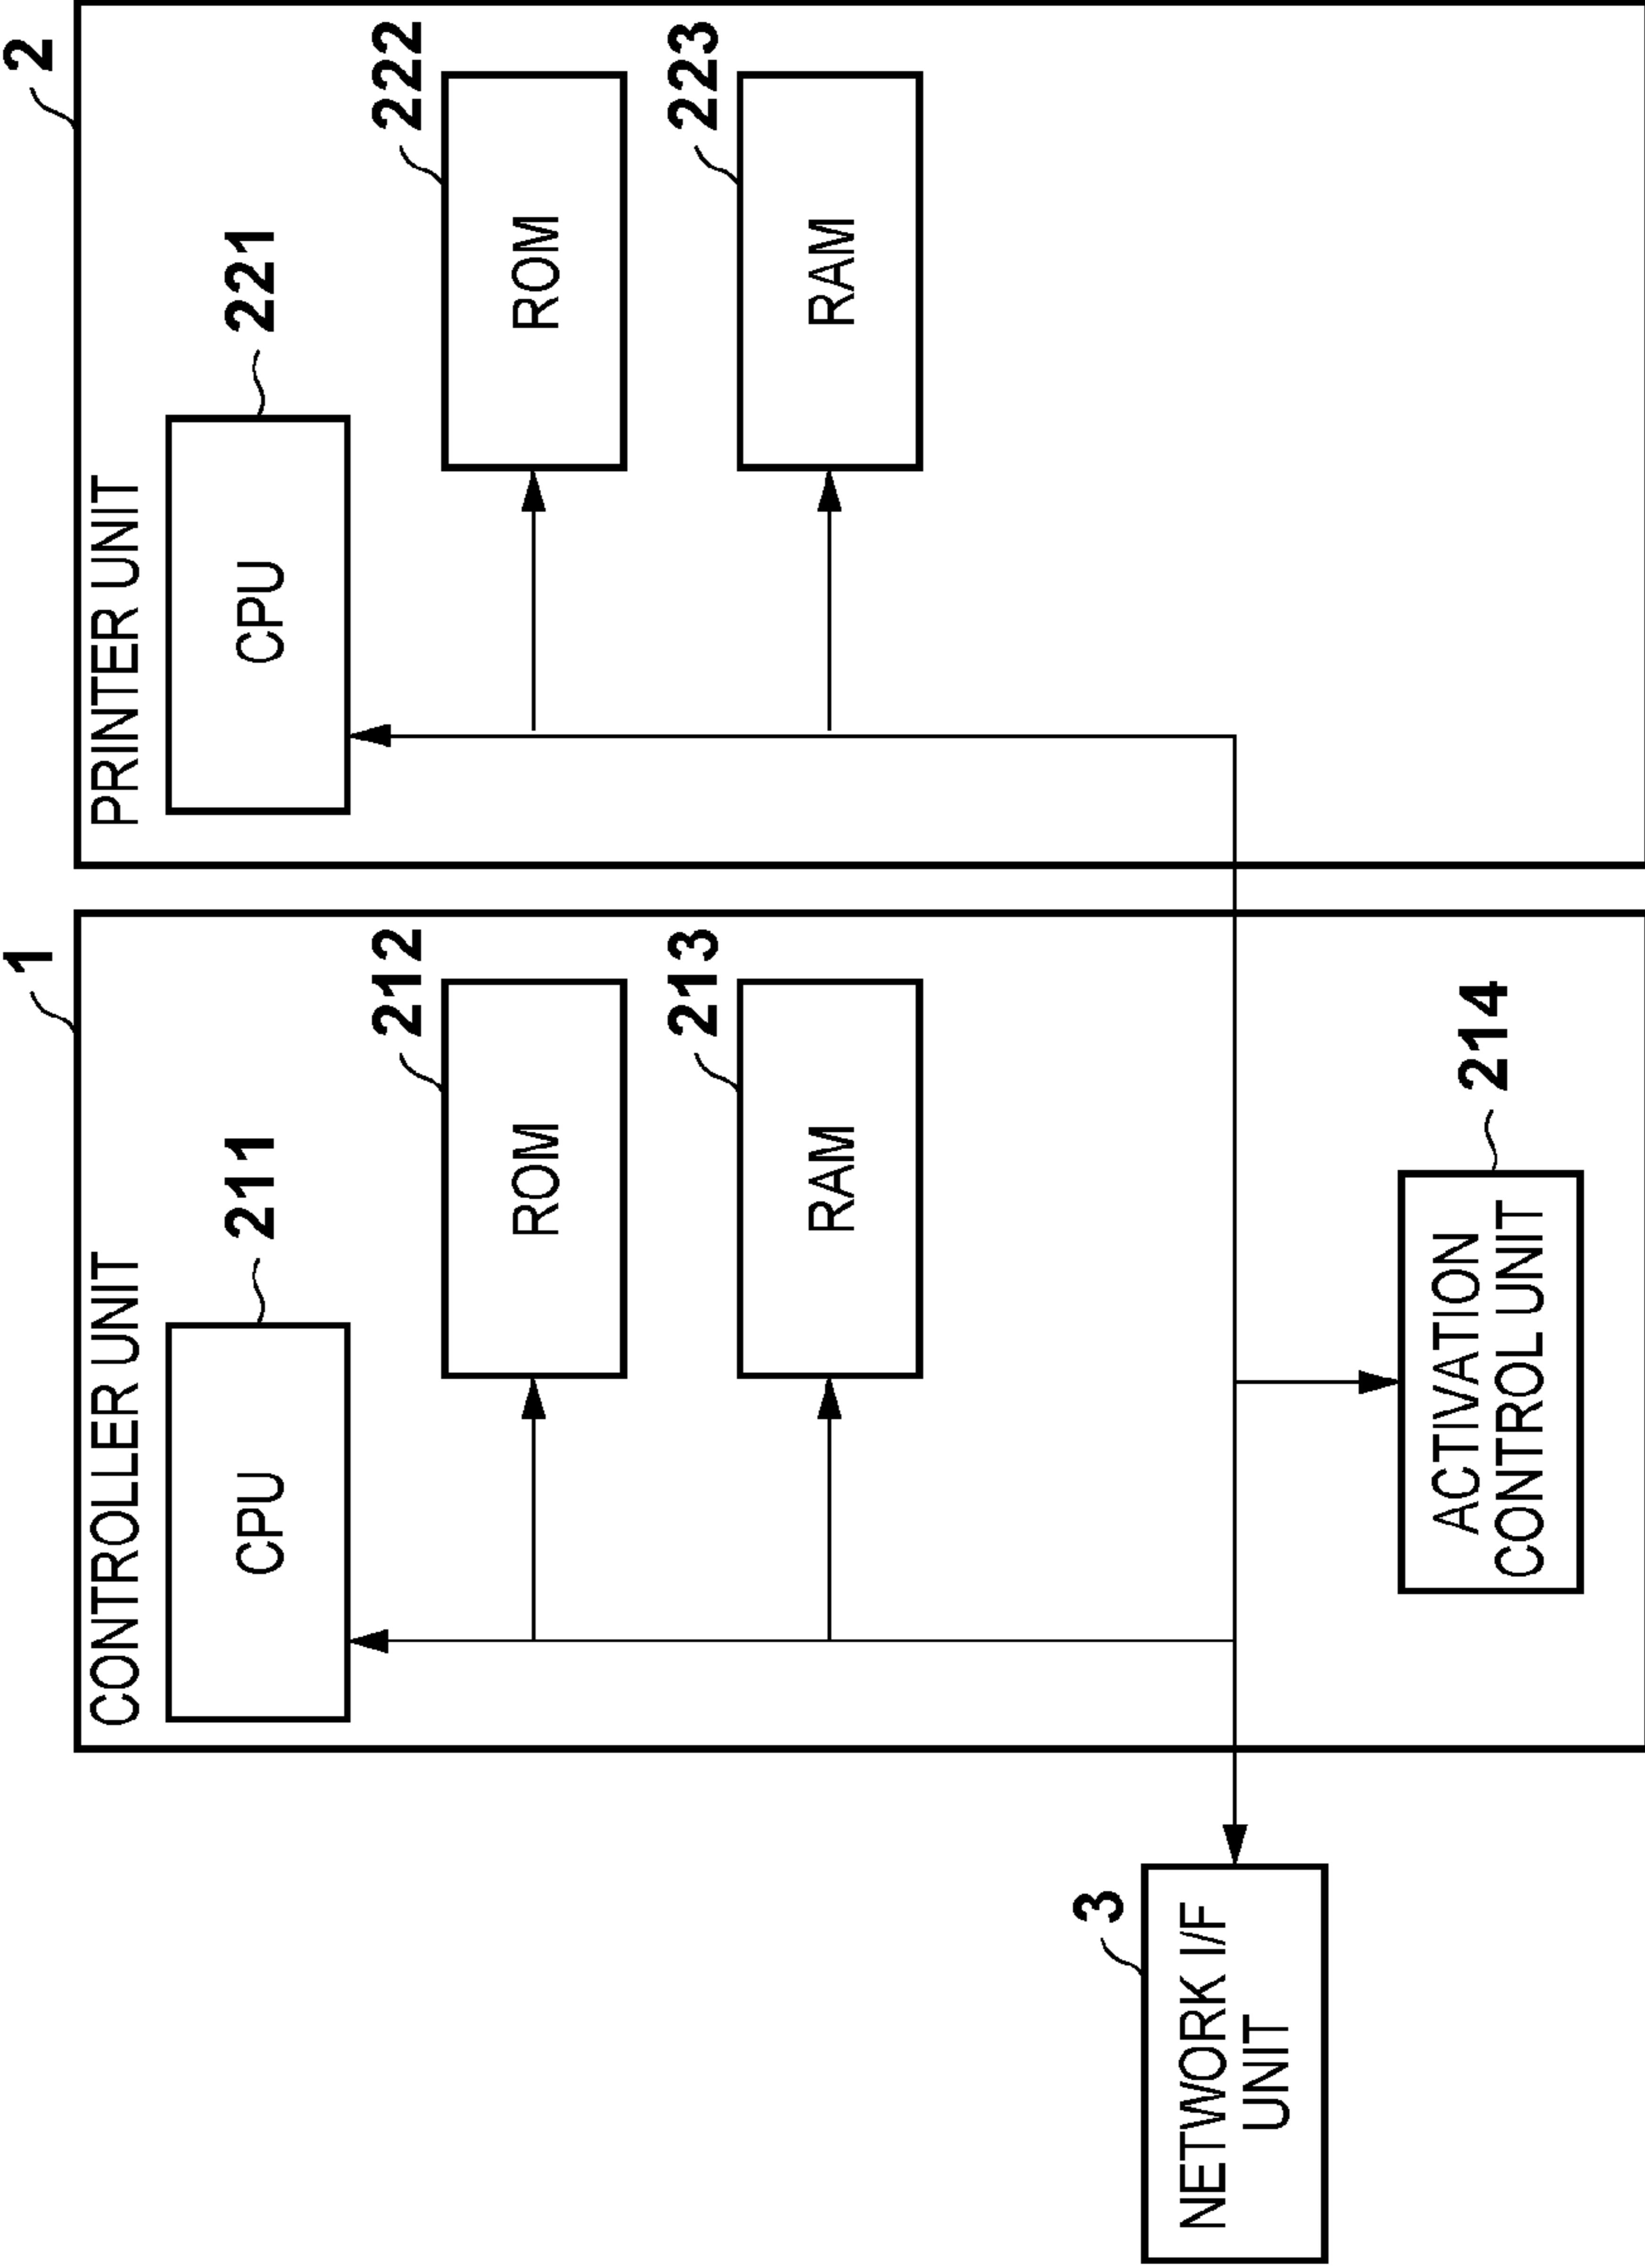 1
CONTROLLER UNIT
CPU
211
ROM
212
RAM
213
ACTIVATION
CONTROL UNIT
214
2
PRINTER UNIT
CPU
221
ROM
222
RAM
223
3
NETWORK I/F
UNIT